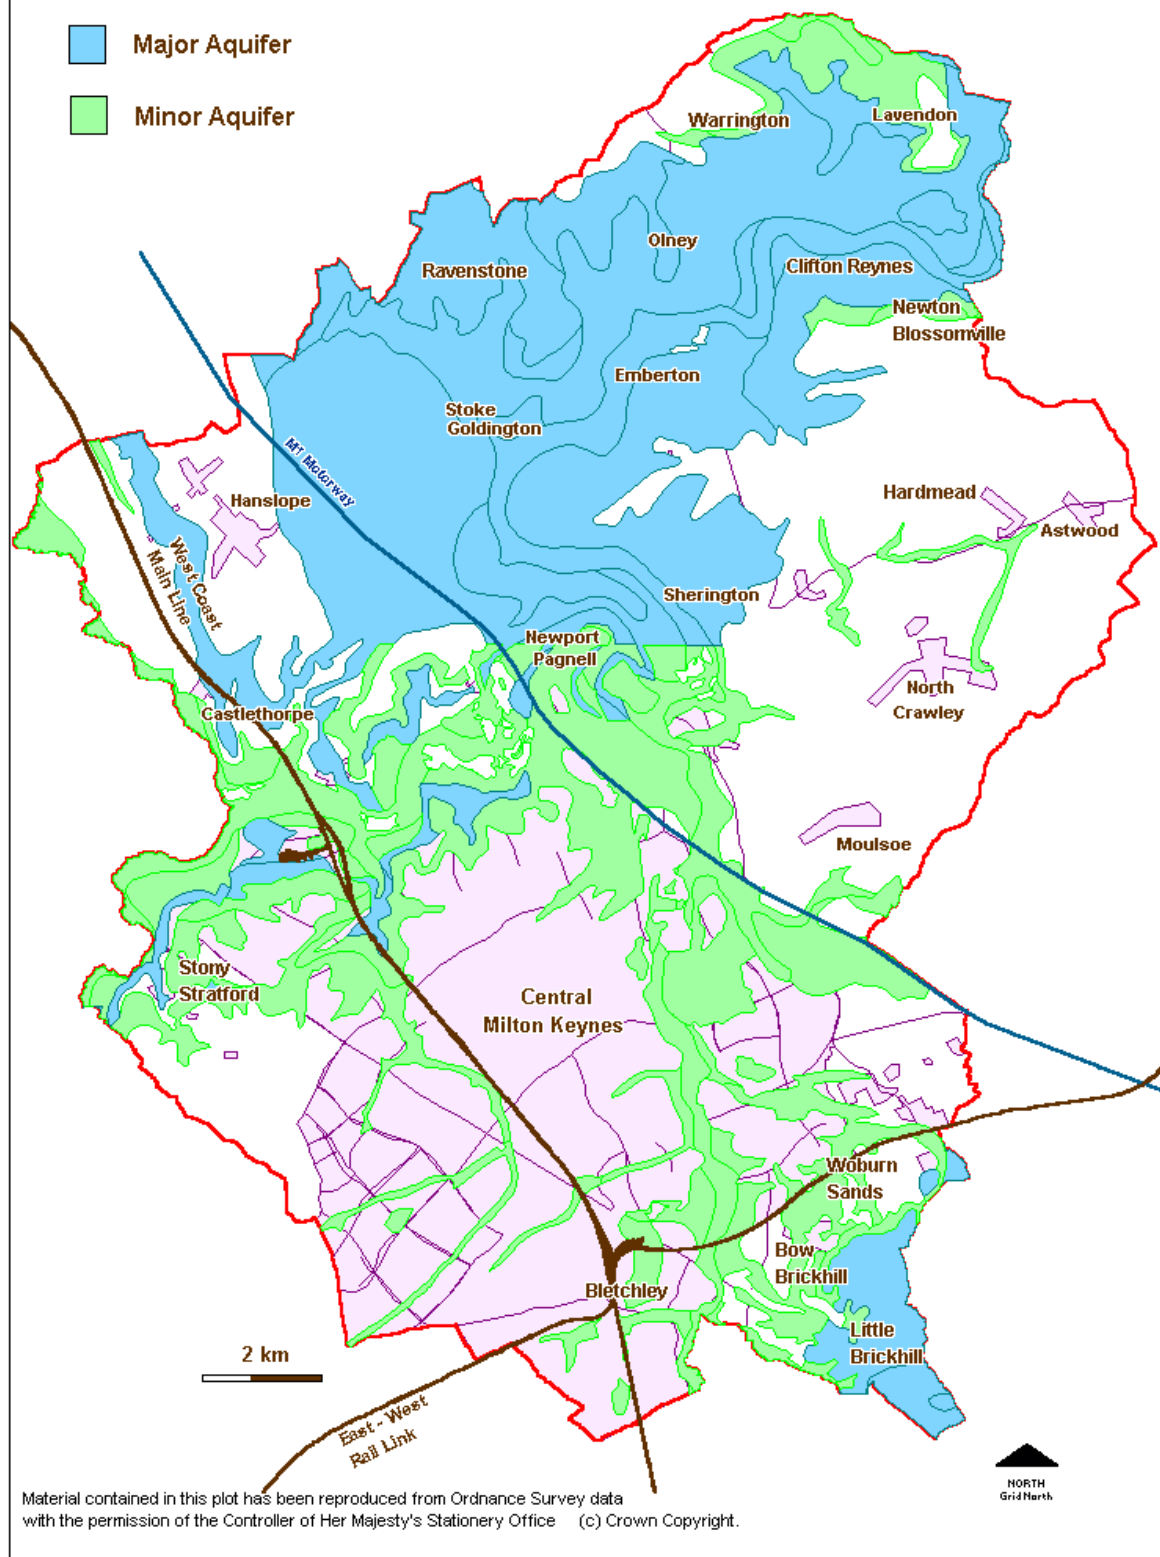 Major Aquifer
Minor Aquifer
Warrington
Lavendon
Olney
Ravenstone
Clifton Reynes
Newton
Blossomville
Emberton
Stoke
Goldington
M1 Motorway
Hanslope
Hardmead
Astwood
West Coast
Main Line
Sherington
Newport
Pagnell
North
Crawley
Castlethorpe
Moulsoe
Stony
Stratford
Central
Milton Keynes
Woburn
Sands
Bow
Brickhill
Bletchley
Little
Brickhill
2 km
East - West
Rail Link
NORTH
Grid North
Material contained in this plot has been reproduced from Ordnance Survey data
with the permission of the Controller of Her Majesty's Stationery Office (c) Crown Copyright.